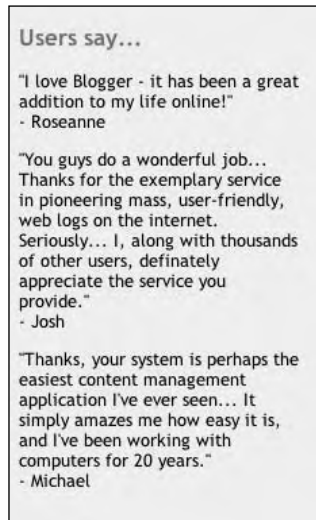 Users say...
"I love Blogger - it has been a great
addition to my life online!"
- Roseanne
"You guys do a wonderful job...
Thanks for the exemplary service
in pioneering mass, user-friendly,
web logs on the internet.
Seriously... I, along with thousands
of other users, definately
appreciate the service you
provide."
- Josh
"Thanks, your system is perhaps the
easiest content management
application I've ever seen... It
simply amazes me how easy it is,
and I've been working with
computers for 20 years."
- Michael